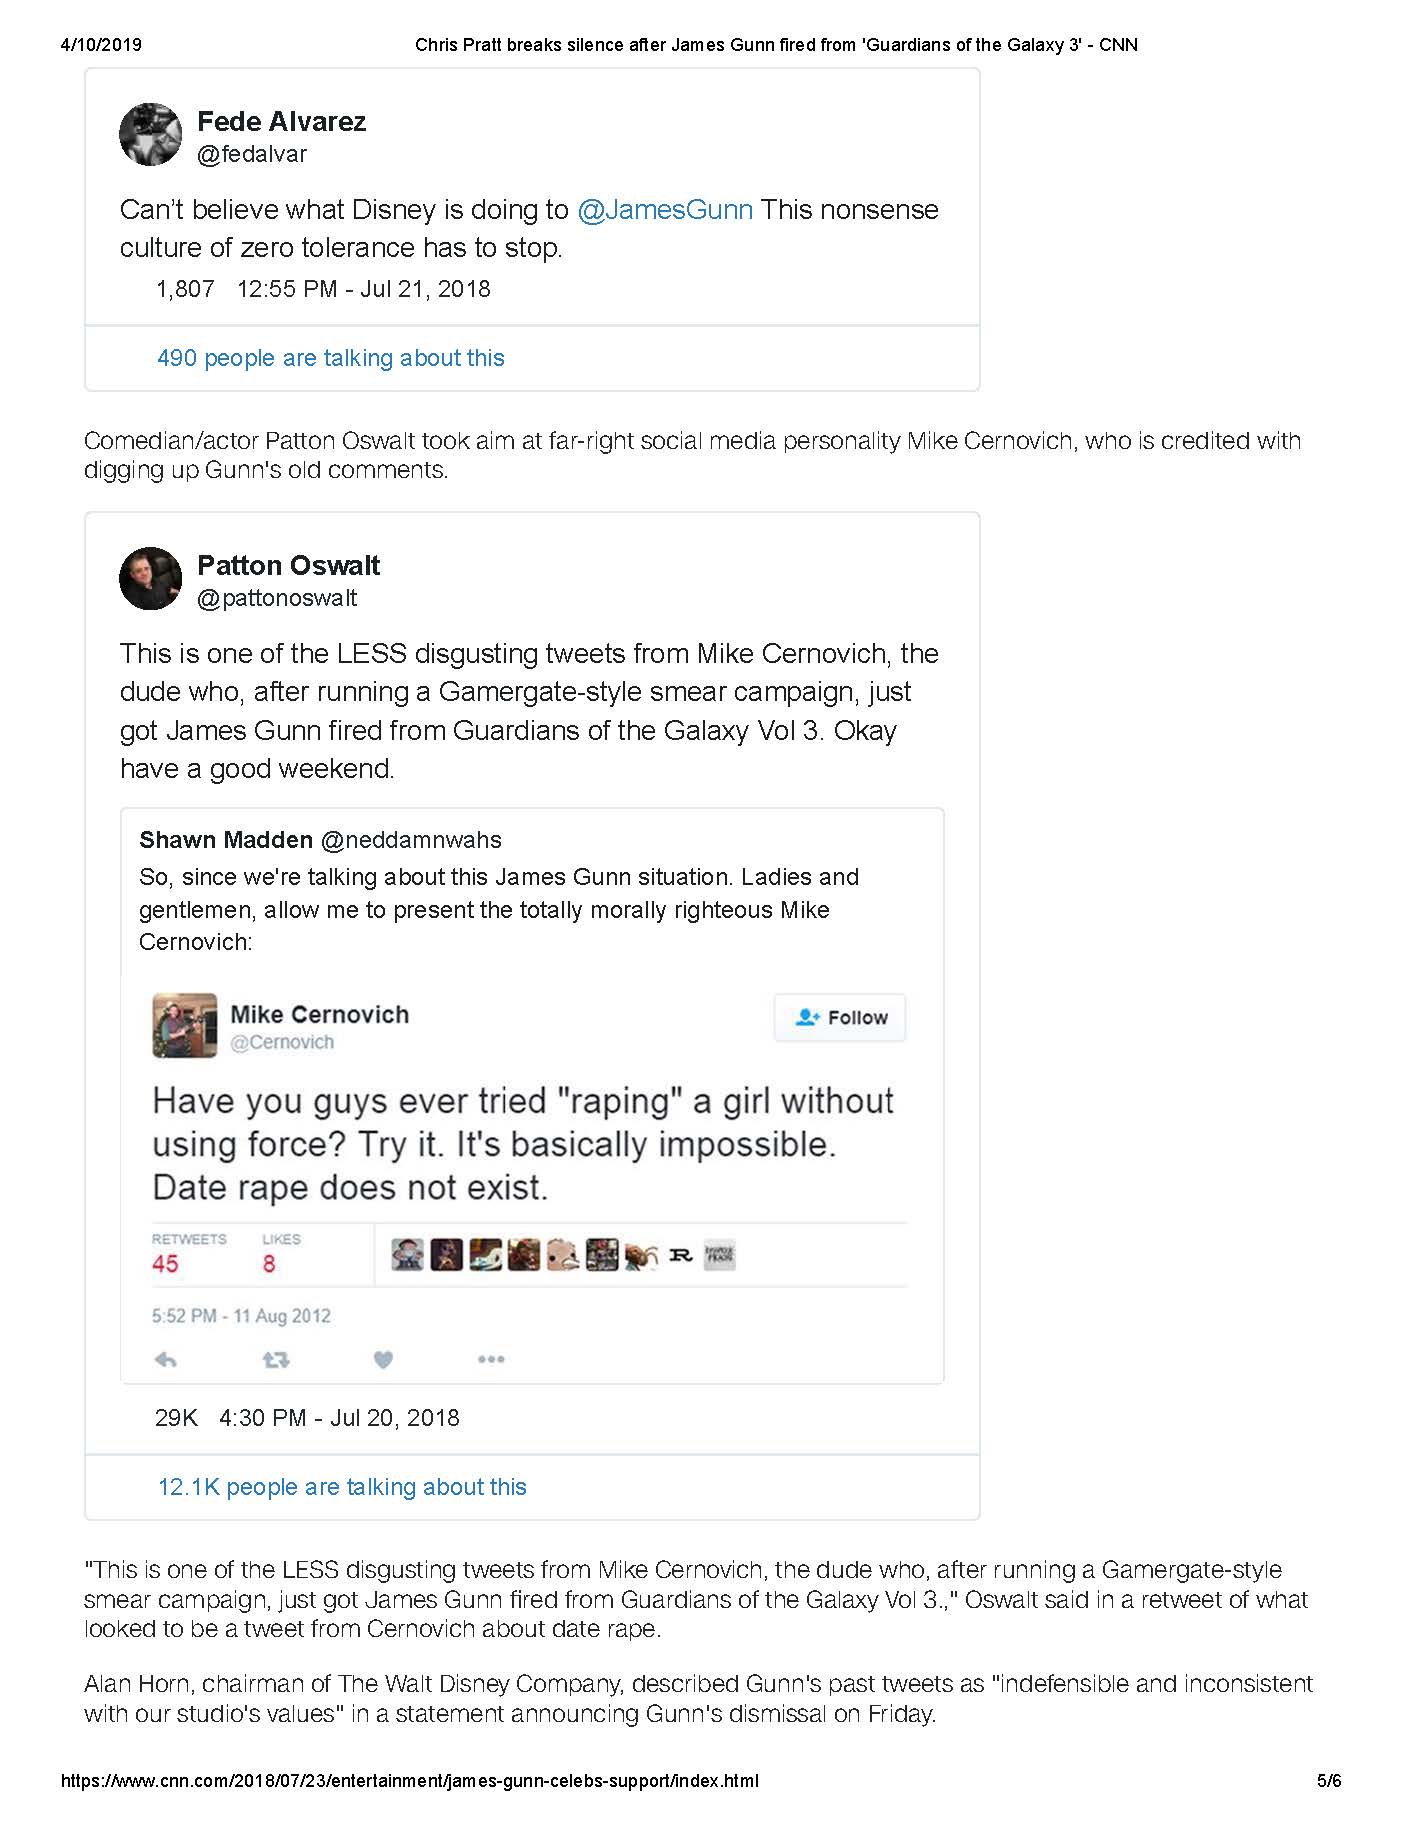 4/10/2019 Chris Pratt breaks silence after James Gunn fired from 'Guardians of the Galaxy 3' - CNN
Fede Alvarez
@fedalvar
Can’t believe what Disney is doing to @JamesGunn This nonsense
culture of zero tolerance has to stop.
1,807 12:55 PM - Jul 21, 2018
490 people are talking about this
Comedian/actor Patton Oswalt took aim at far-right social media personality Mike Cernovich, who is credited with
digging up Gunn's old comments.
Patton Oswalt
@pattonoswalt
This is one of the LESS disgusting tweets from Mike Cernovich, the
dude who, after running a Gamergate-style smear campaign, just
got James Gunn fired from Guardians of the Galaxy Vol 3. Okay
have a good weekend.
Shawn Madden @neddamnwahs
So, since we're talking about this James Gunn situation. Ladies and
gentlemen, allow me to present the totally morally righteous Mike
Cernovich:
Mike Cernovich
@Cernovich
Follow
Have you guys ever tried "raping" a girl without
using force? Try it. It's basically impossible.
Date rape does not exist.
RETWEETS LIKES
45 8
R
5:52 PM - 11 Aug 2012
29K 4:30 PM - Jul 20, 2018
12.1K people are talking about this
"This is one of the LESS disgusting tweets from Mike Cernovich, the dude who, after running a Gamergate-style
smear campaign, just got James Gunn fired from Guardians of the Galaxy Vol 3.," Oswalt said in a retweet of what
looked to be a tweet from Cernovich about date rape.
Alan Horn, chairman of The Walt Disney Company, described Gunn's past tweets as "indefensible and inconsistent
with our studio's values" in a statement announcing Gunn's dismissal on Friday.
https://www.cnn.com/2018/07/23/entertainment/james-gunn-celebs-support/index.html 5/6